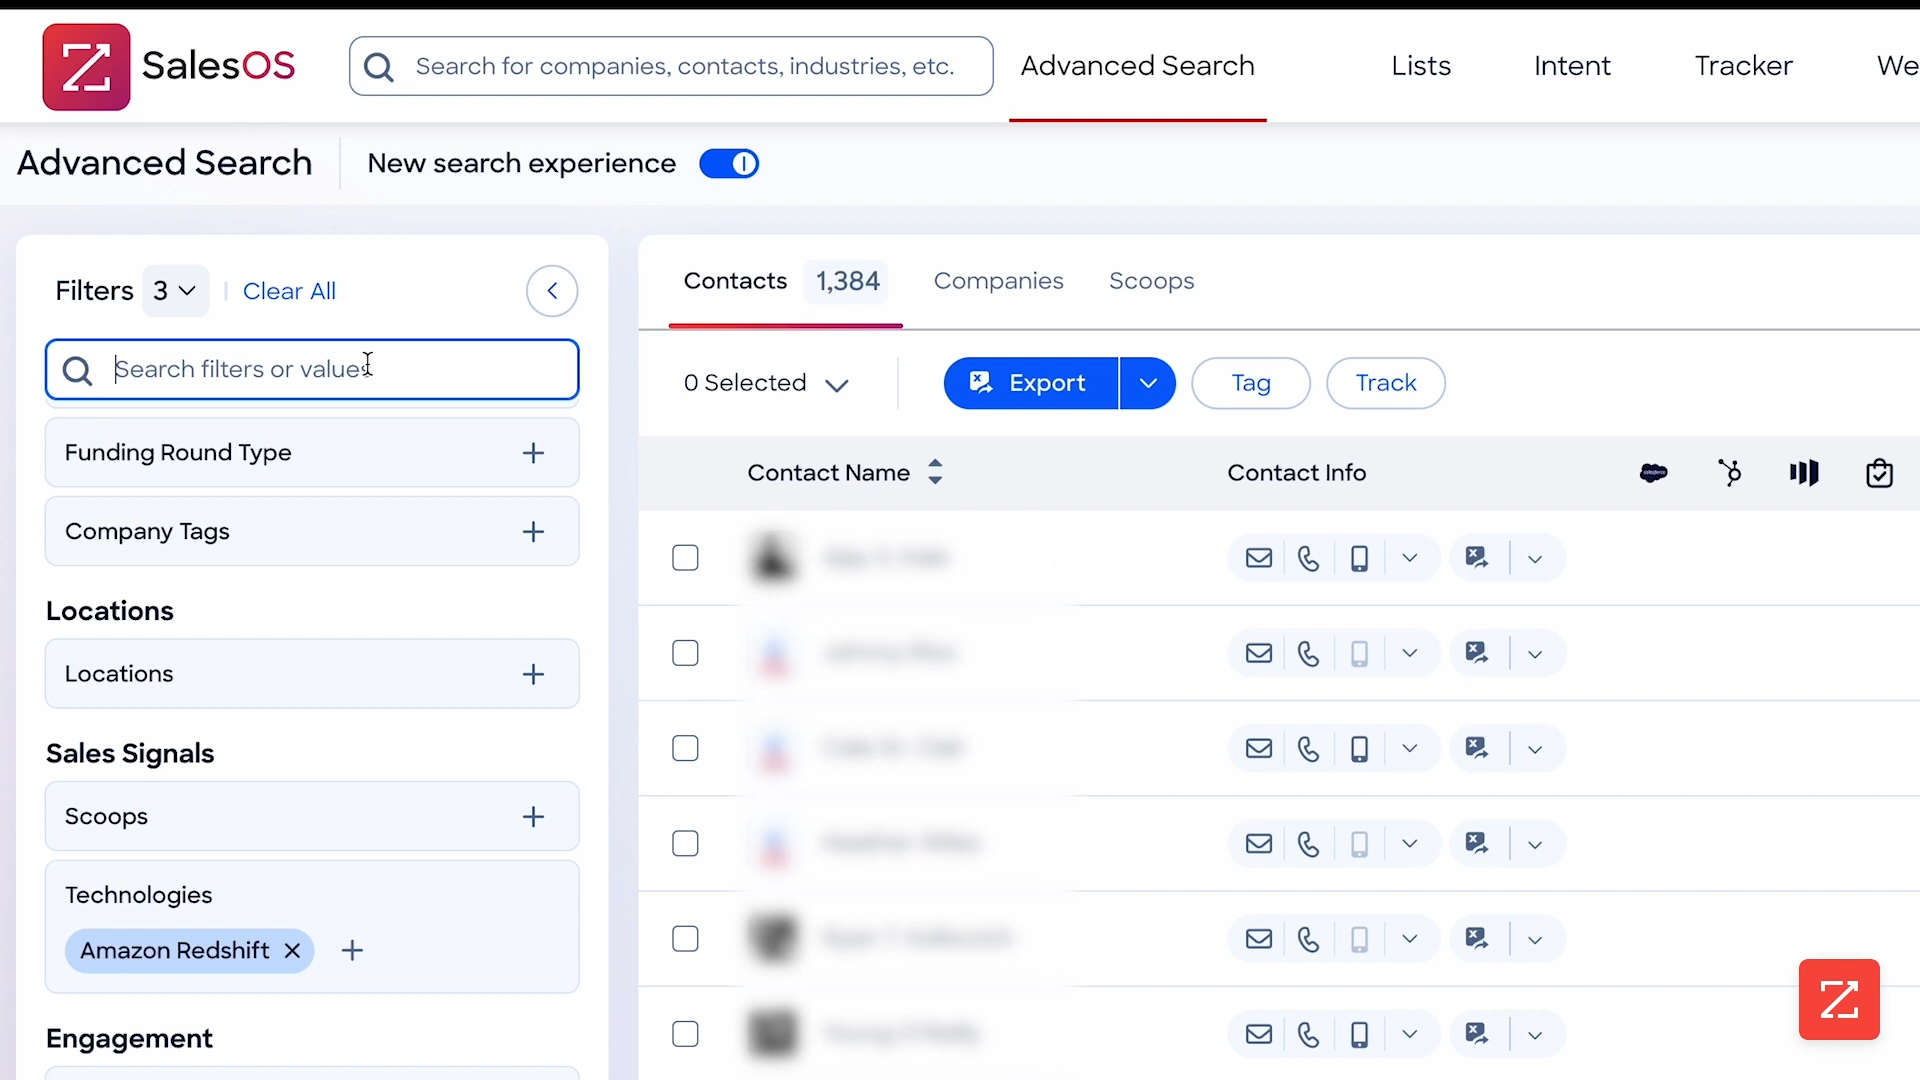 SalesOS
Search for companies, contacts, industries, etc.
Advanced Search
Lists
Intent
Tracker
We
Advanced Search
New search experience
Filters 3
Clear All
Search filters or values
Funding Round Type
Company Tags
Locations
Locations
Sales Signals
Scoops
Technologies
Amazon Redshift
Engagement
Contacts 1,384
Companies
Scoops
0 Selected
Export
Tag
Track
Contact Name
Contact Info